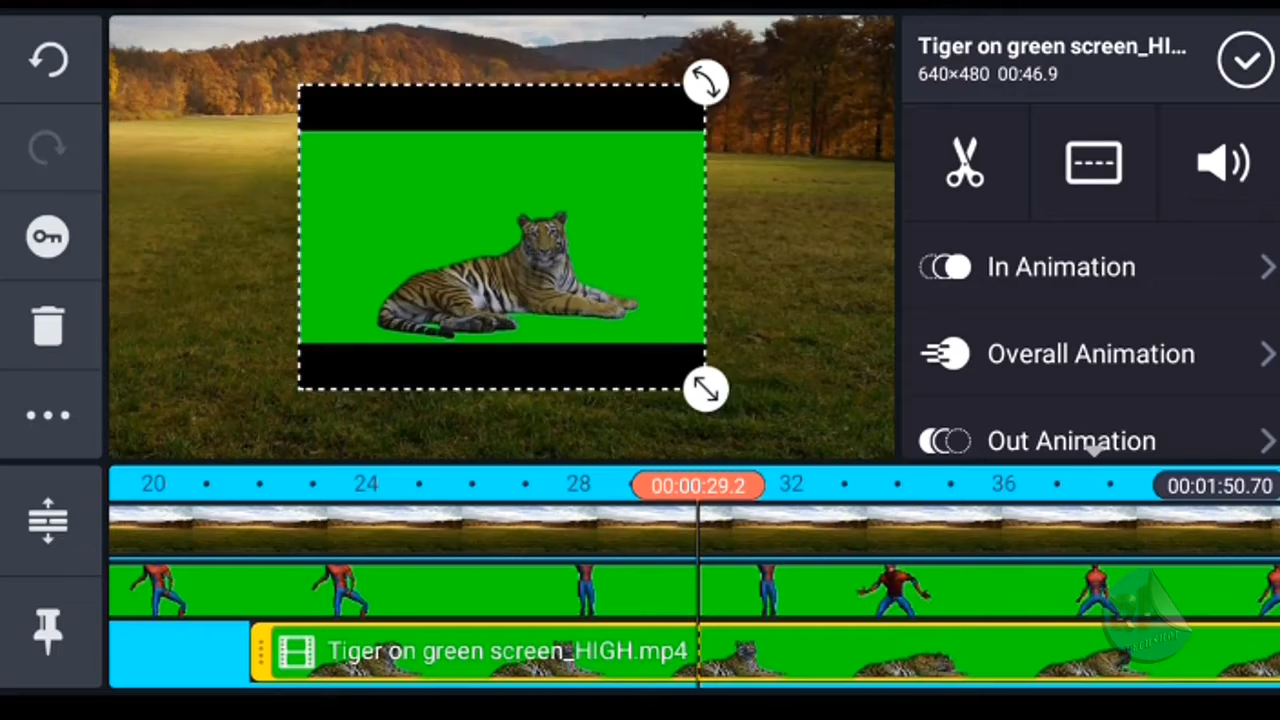 Tiger on green screen_HI...
640×480 00:46.9
In Animation
Overall Animation
Out Animation
20
24
28
00:00:29.2
32
36
00:01:50.70
Tiger on green screen_HIGH.mp4